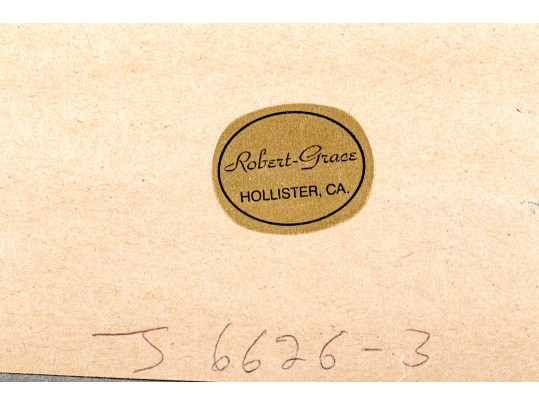 Robert-Grace
HOLLISTER, CA.
J 6626-3